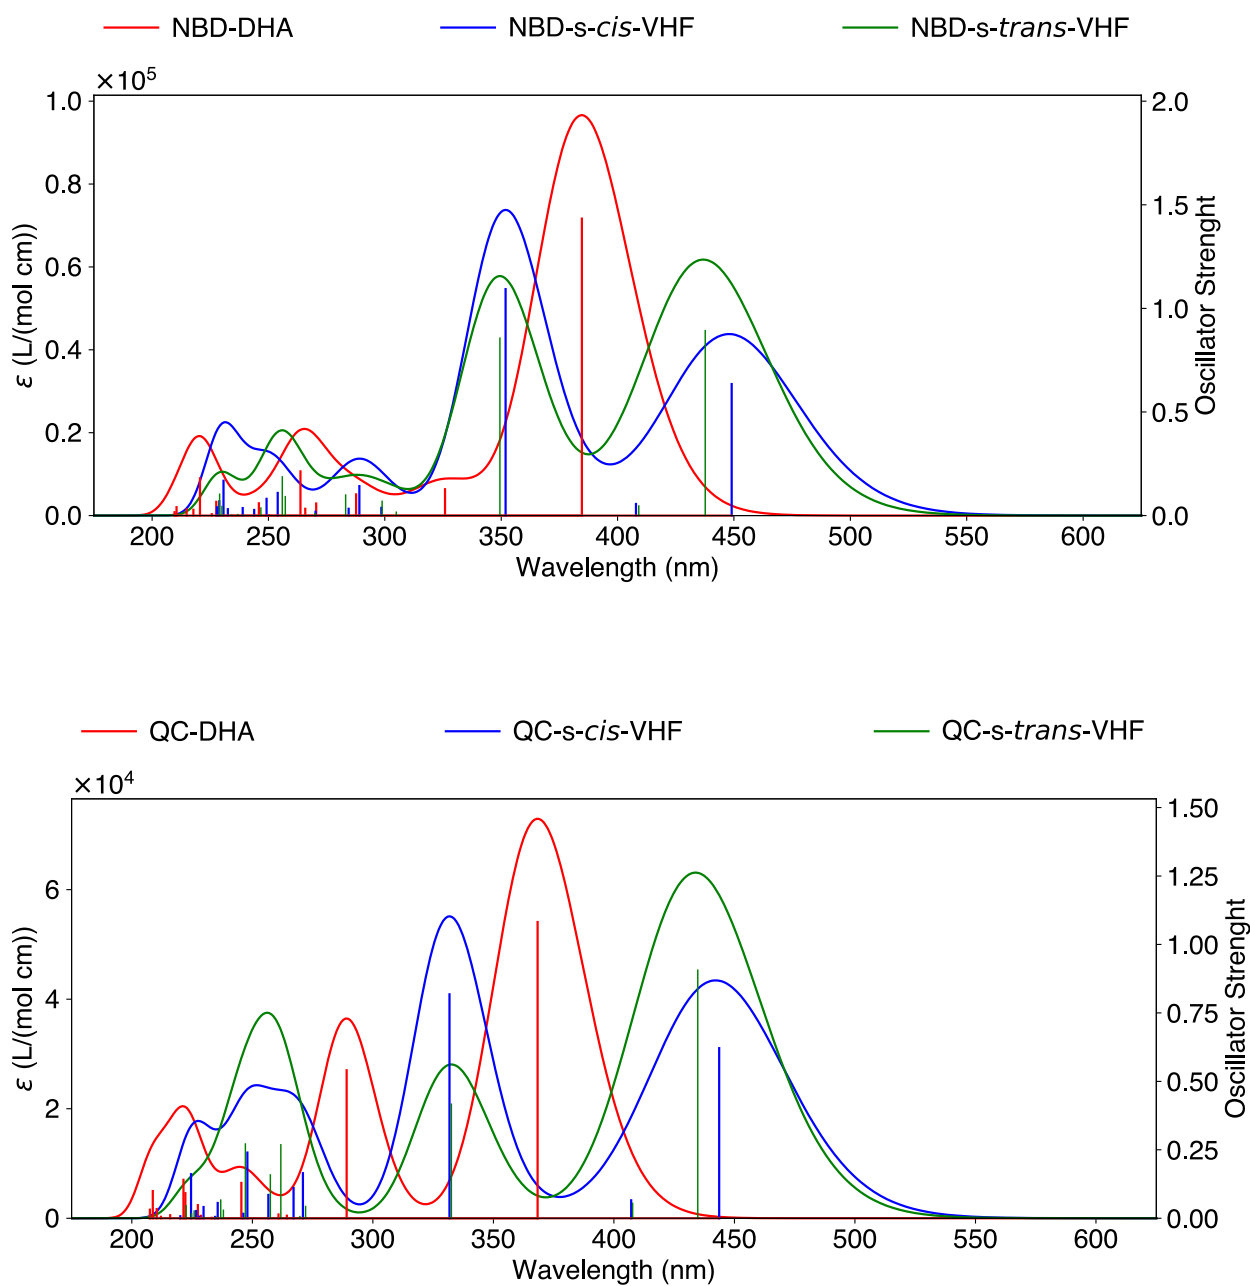 NBD-DHA NBD-s-cis-VHF NBD-s-trans-VHF
×10⁵
1.0 2.0
0.8
1.5
0.6
1.0
0.4
0.5
0.2
0.0 0.0
ε (L/(mol cm))
Oscillator Strenght
200 250 300 350 400 450 500 550 600
Wavelength (nm)
QC-DHA QC-s-cis-VHF QC-s-trans-VHF
×10⁴
1.50
6
1.25
1.00
4
0.75
0.50
2
0.25
0 0.00
ε (L/(mol cm))
Oscillator Strenght
200 250 300 350 400 450 500 550 600
Wavelength (nm)